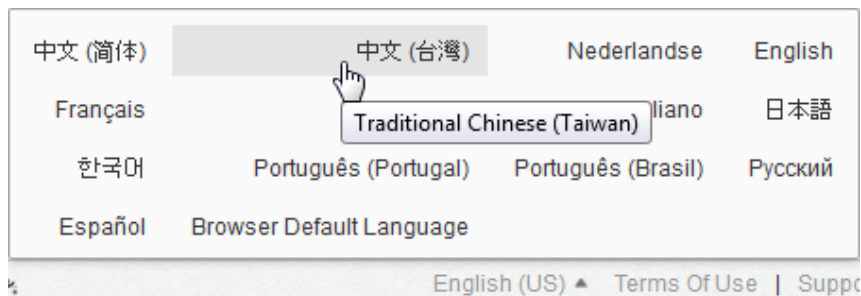 中文 (简体) 中文 (台灣) Nederlandse English
Français Traditional Chinese (Taiwan) liano 日本語
한국어 Português (Portugal) Português (Brasil) Русский
Español Browser Default Language
English (US) ▲ Terms Of Use | Suppo